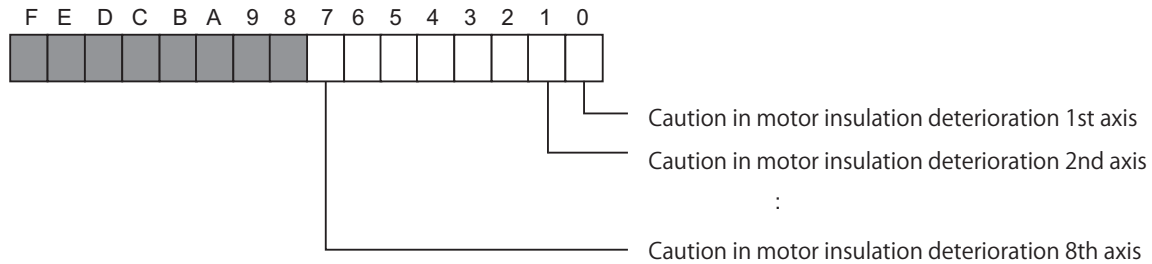 F E D C B A 9 8 7 6 5 4 3 2 1 0
Caution in motor insulation deterioration 1st axis
Caution in motor insulation deterioration 2nd axis
:
Caution in motor insulation deterioration 8th axis